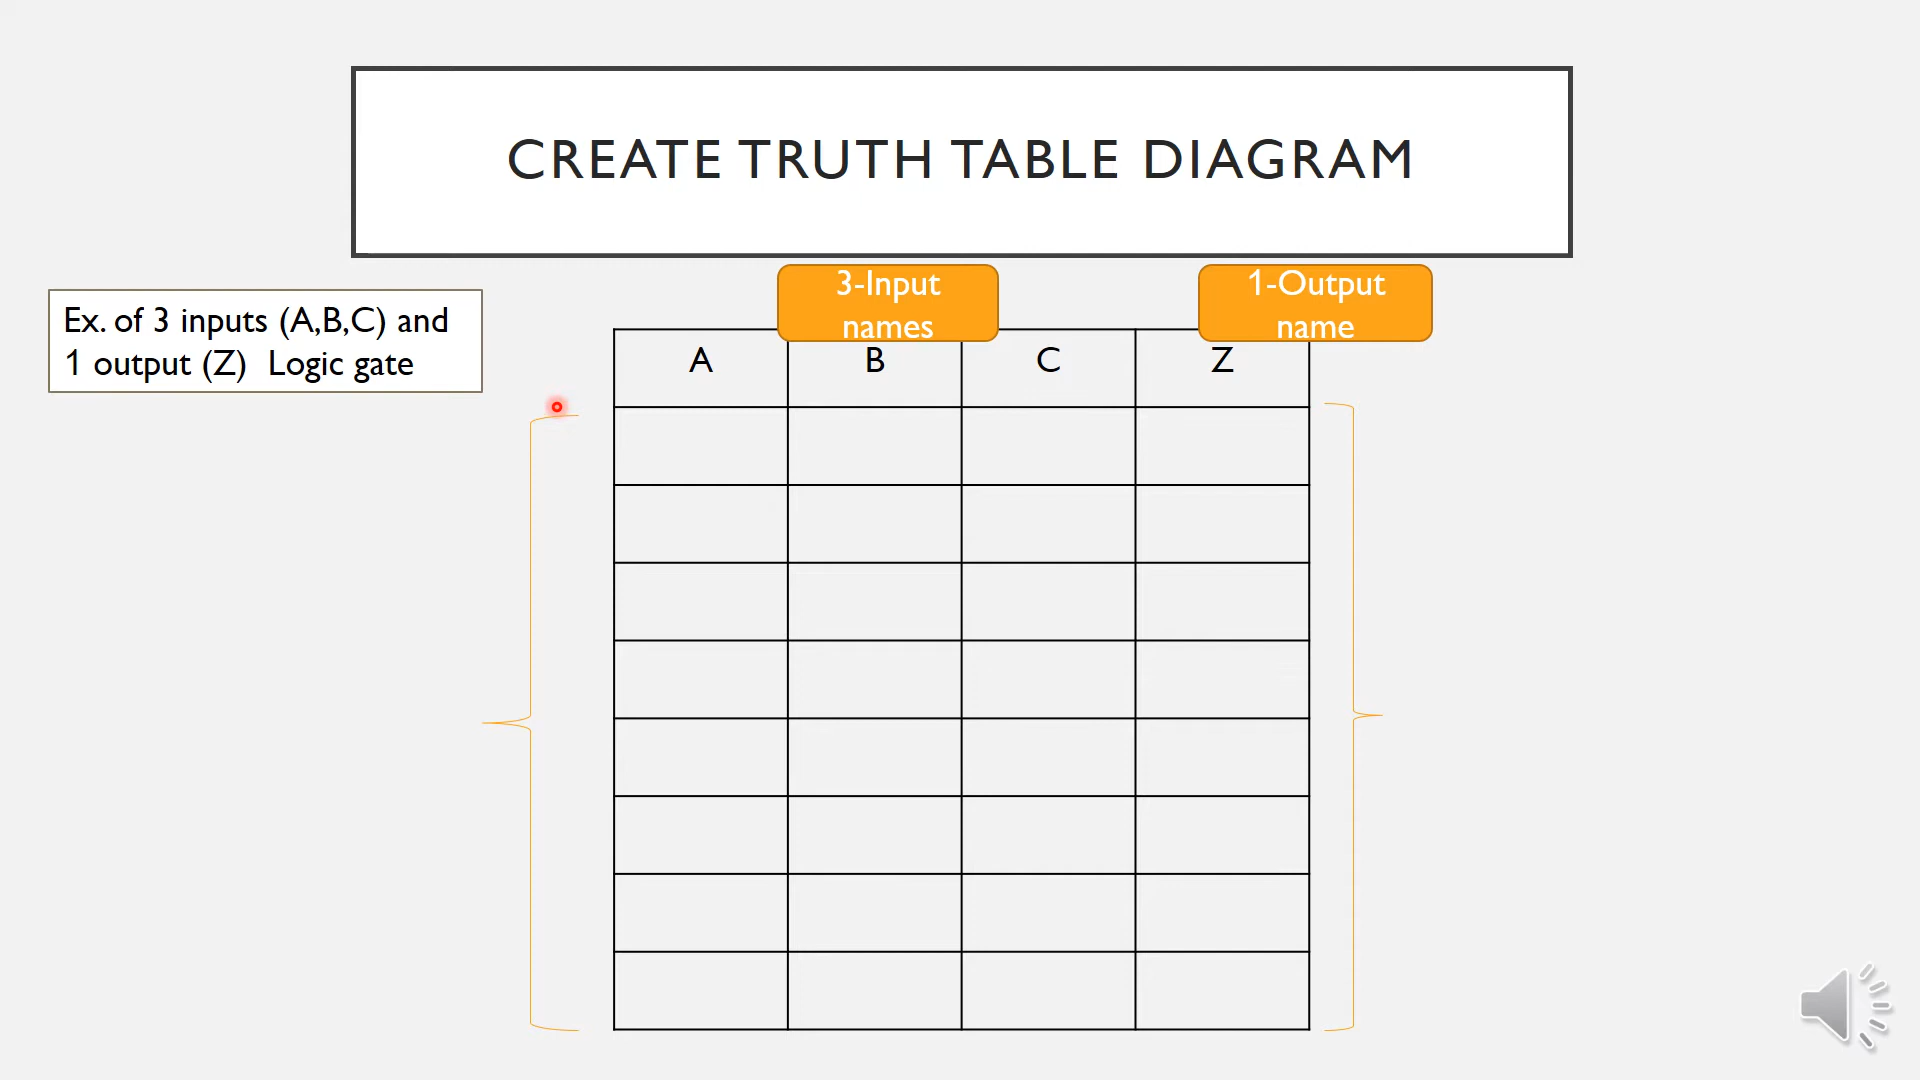 CREATE TRUTH TABLE DIAGRAM
3-Input
names
1-Output
name
Ex. of 3 inputs (A,B,C) and
1 output (Z)  Logic gate
A B C Z